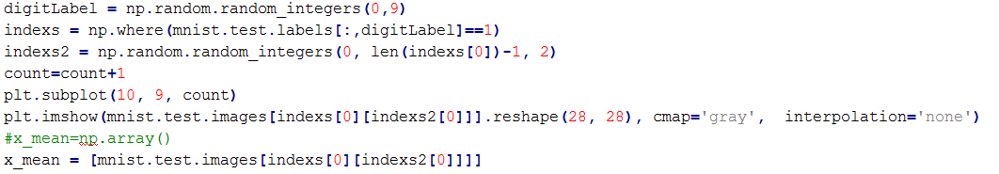 digitLabel = np.random.random_integers(0,9)
indexs = np.where(mnist.test.labels[:,digitLabel]==1)
indexs2 = np.random.random_integers(0, len(indexs[0])-1, 2)
count=count+1
plt.subplot(10, 9, count)
plt.imshow(mnist.test.images[indexs[0][indexs2[0]]].reshape(28, 28), cmap='gray',  interpolation='none')
#x_mean=np.array()
x_mean = [mnist.test.images[indexs[0][indexs2[0]]]]